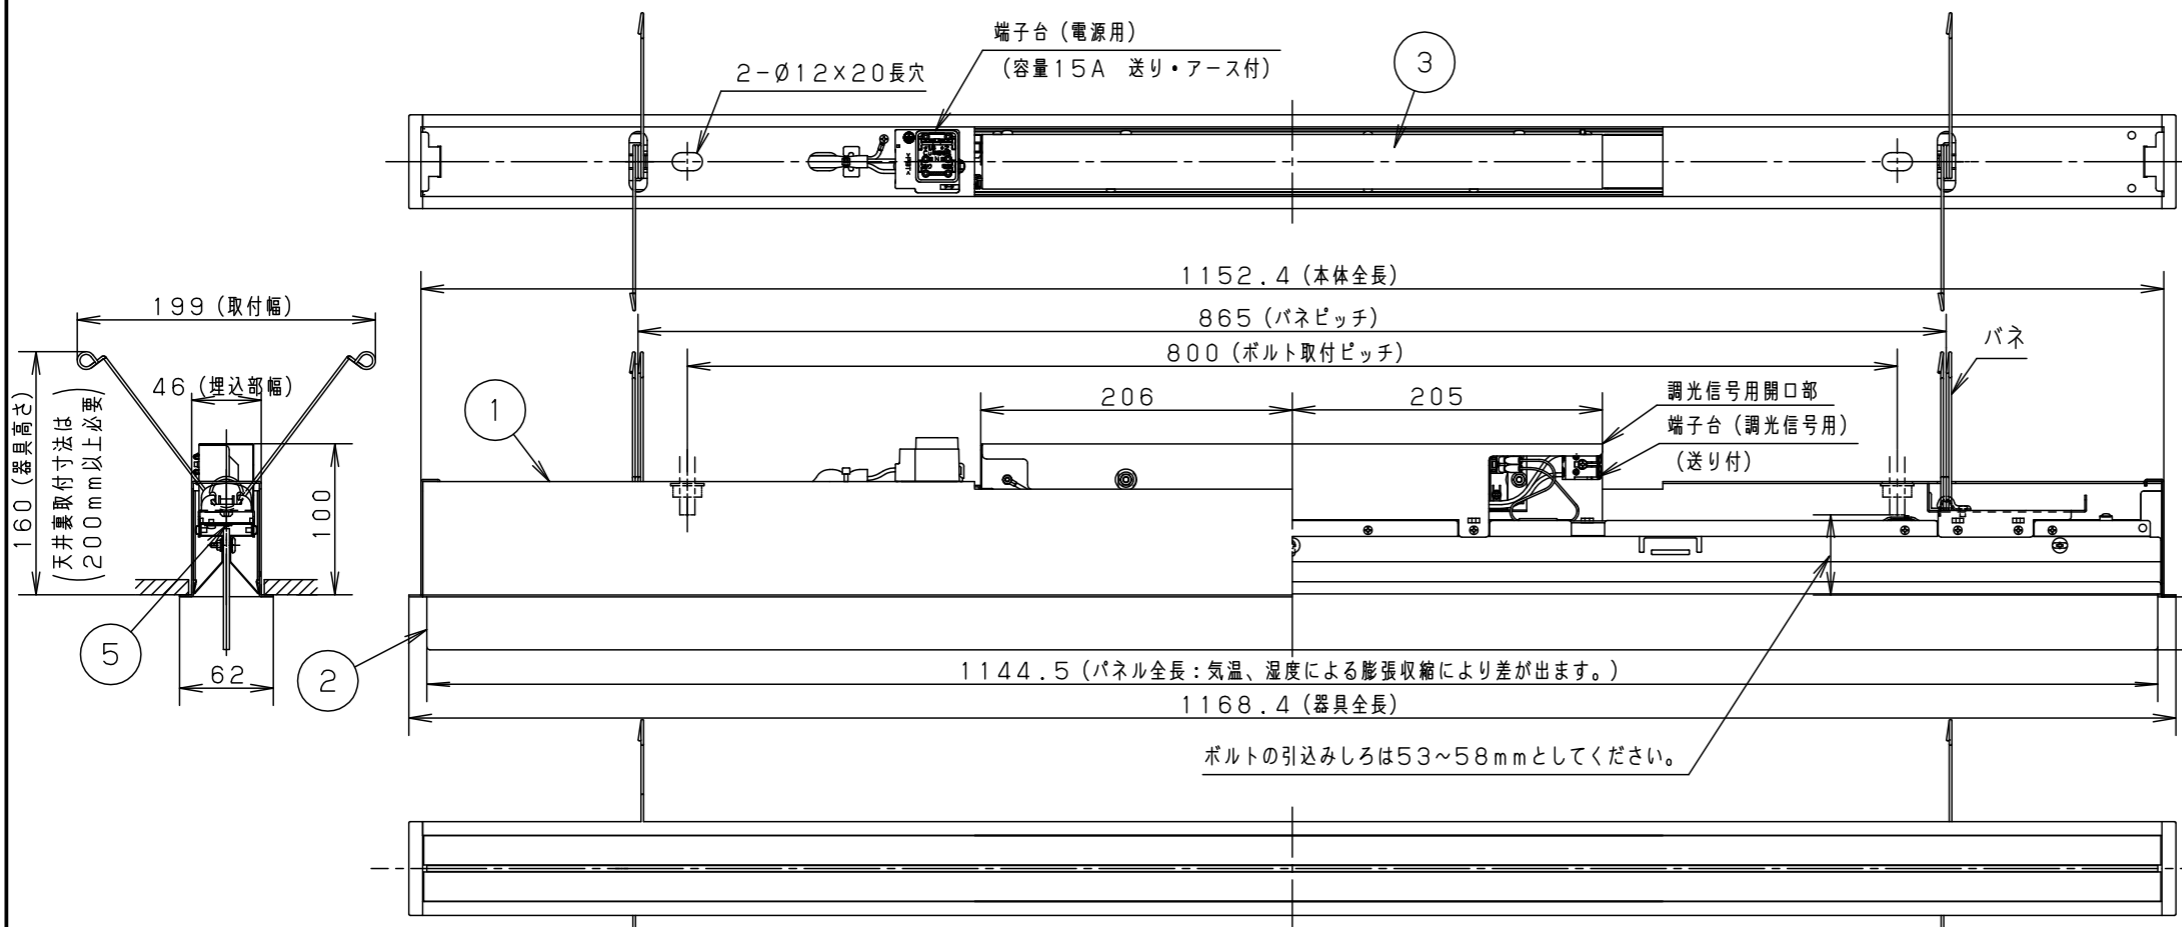 端子台（電源用）
（容量15A　送り・アース付）
2-Ø12×20長穴
3
1152.4（本体全長）
199（取付幅）
865（バネピッチ）
バネ
800（ボルト取付ピッチ）
46（埋込部幅）
1
206
205
調光信号用開口部
端子台（調光信号用）
（送り付）
160（器具高さ）
（天井裏取付寸法は
200mm以上必要）
100
5
62
2
1144.5（パネル全長：気温、湿度による膨張収縮により差が出ます。）
1168.4（器具全長）
ボルトの引込みしろは53～58mmとしてください。